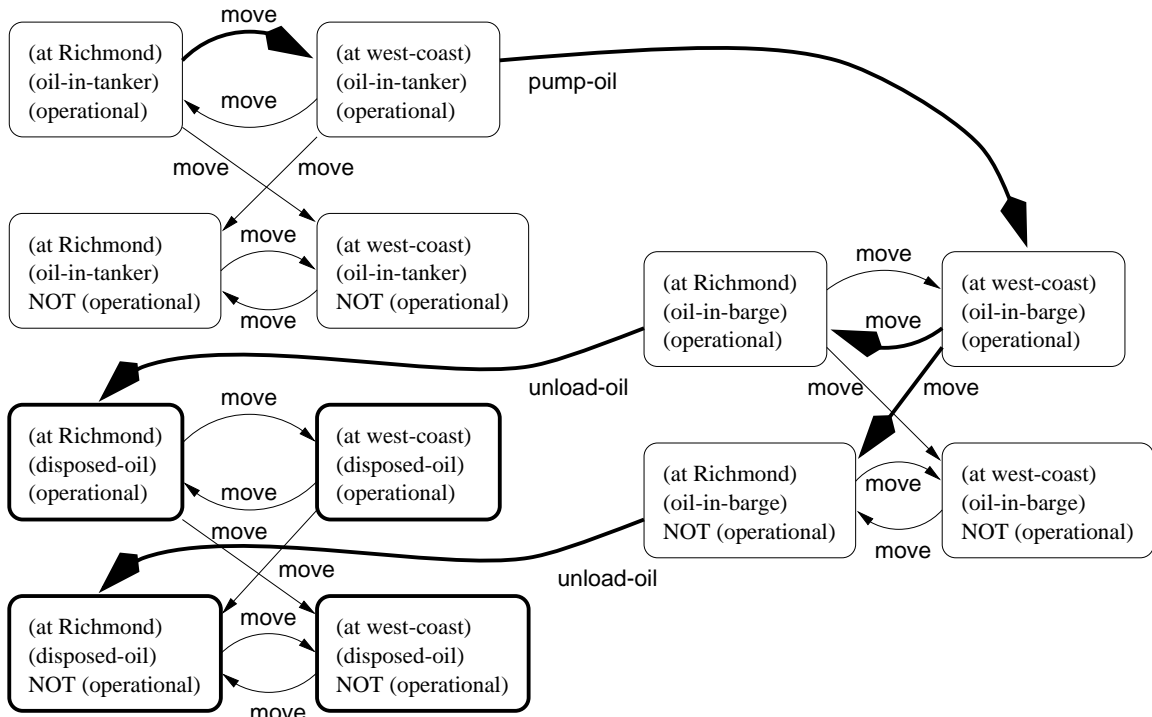 move
(at Richmond)
(oil-in-tanker)
(operational)
(at west-coast)
(oil-in-tanker)
(operational)
move
pump-oil
move
move
(at Richmond)
(oil-in-tanker)
NOT (operational)
move
(at west-coast)
(oil-in-tanker)
NOT (operational)
move
(at Richmond)
(oil-in-barge)
(operational)
move
(at west-coast)
(oil-in-barge)
(operational)
move
unload-oil
move
move
(at Richmond)
(disposed-oil)
(operational)
move
(at west-coast)
(disposed-oil)
(operational)
move
(at Richmond)
(oil-in-barge)
NOT (operational)
move
(at west-coast)
(oil-in-barge)
NOT (operational)
move
move
move
unload-oil
(at Richmond)
(disposed-oil)
NOT (operational)
move
(at west-coast)
(disposed-oil)
NOT (operational)
move